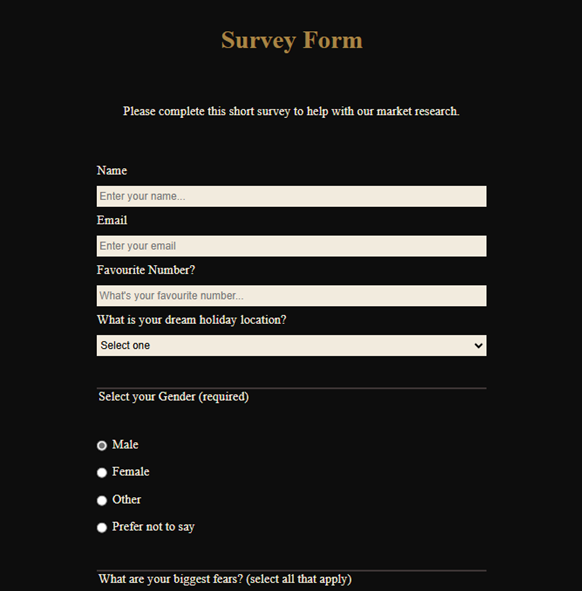 Survey Form
Please complete this short survey to help with our market research.
Name
Enter your name...
Email
Enter your email
Favourite Number?
What's your favourite number...
What is your dream holiday location?
Select one
Select your Gender (required)
Male
Female
Other
Prefer not to say
What are your biggest fears? (select all that apply)